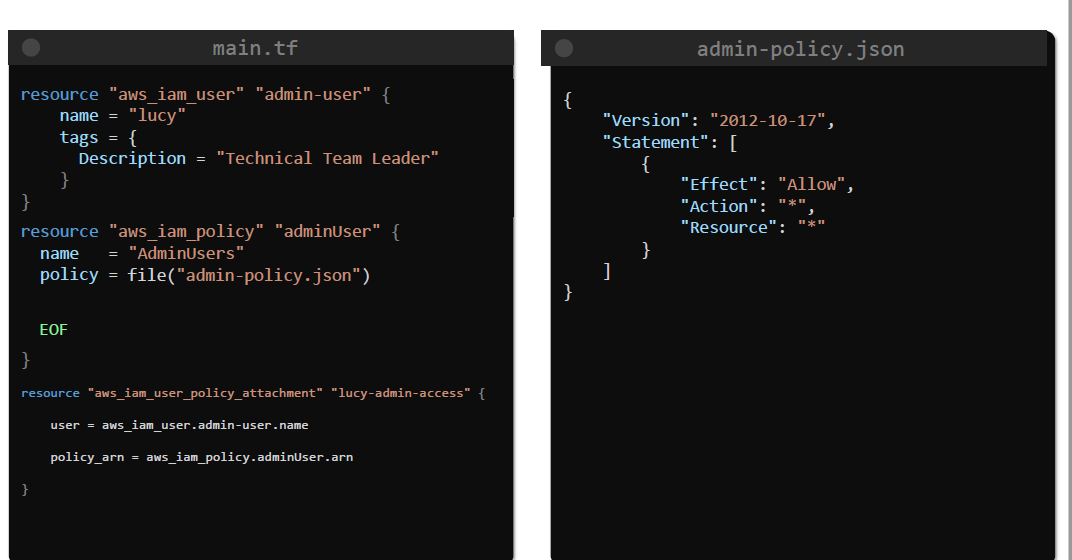 main.tf
resource "aws_iam_user" "admin-user" {
name = "lucy"
tags = {
Description = "Technical Team Leader"
}
}
resource "aws_iam_policy" "adminUser" {
name   = "AdminUsers"
policy = file("admin-policy.json")
EOF
}
resource "aws_iam_user_policy_attachment" "lucy-admin-access" {
user = aws_iam_user.admin-user.name
policy_arn = aws_iam_policy.adminUser.arn
}
admin-policy.json
{
"Version": "2012-10-17",
"Statement": [
{
"Effect": "Allow",
"Action": "*",
"Resource": "*"
}
]
}